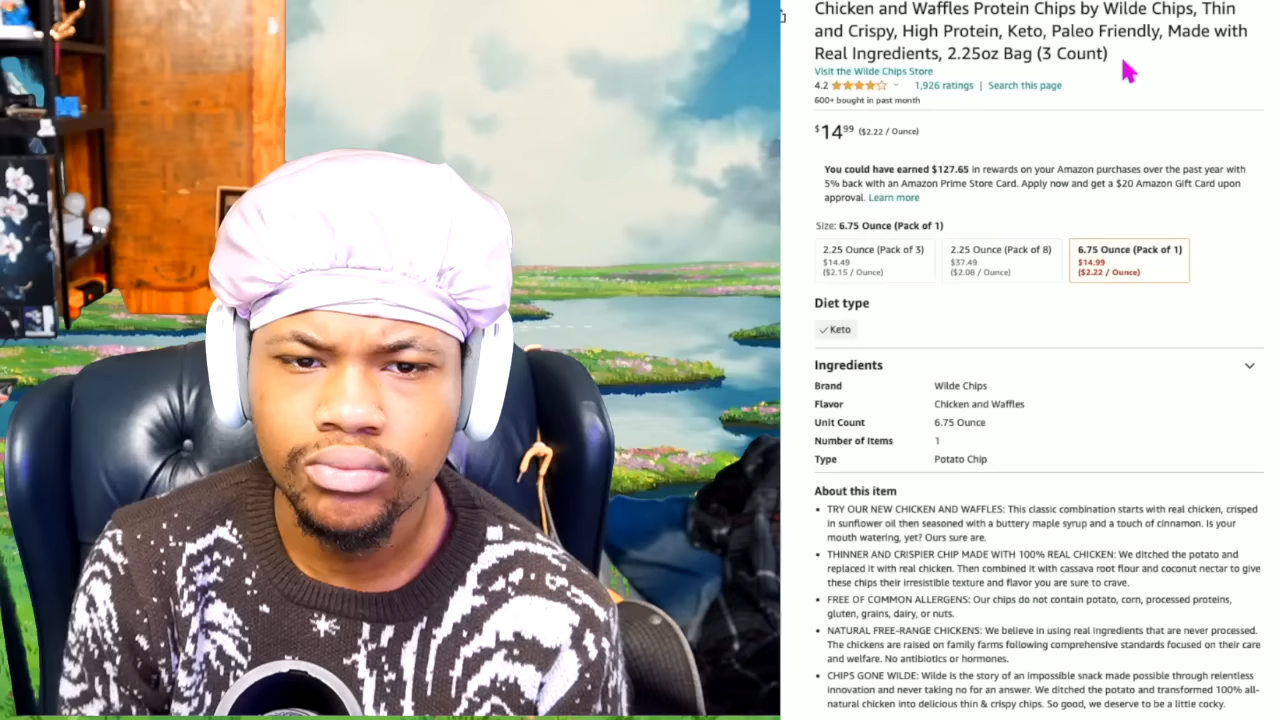 Chicken and Waffles Protein Chips by Wilde Chips, Thin
and Crispy, High Protein, Keto, Paleo Friendly, Made with
Real Ingredients, 2.25oz Bag (3 Count)
Visit the Wilde Chips Store
4.2 1,926 ratings | Search this page
600+ bought in past month
$14 99 ($2.22 / Ounce)
You could have earned $127.65 in rewards on your Amazon purchases over the past year with
5% back with an Amazon Prime Store Card. Apply now and get a $20 Amazon Gift Card upon
approval. Learn more
Size: 6.75 Ounce (Pack of 1)
2.25 Ounce (Pack of 3) 2.25 Ounce (Pack of 8) 6.75 Ounce (Pack of 1)
$14.49 $37.49 $14.99
($2.15 / Ounce) ($2.08 / Ounce) ($2.22 / Ounce)
Diet type
Keto
Ingredients
Brand Wilde Chips
Flavor Chicken and Waffles
Unit Count 6.75 Ounce
Number of Items 1
Type Potato Chip
About this item
• TRY OUR NEW CHICKEN AND WAFFLES: This classic combination starts with real chicken, crisped
in sunflower oil then seasoned with a buttery maple syrup and a touch of cinnamon. Is your
mouth watering, yet? Ours sure are.
• THINNER AND CRISPIER CHIP MADE WITH 100% REAL CHICKEN: We ditched the potato and
replaced it with real chicken. Then combined it with cassava root flour and coconut nectar to give
these chips their irresistible texture and flavor you are sure to crave.
• FREE OF COMMON ALLERGENS: Our chips do not contain potato, corn, processed proteins,
gluten, grains, dairy, or nuts.
• NATURAL FREE-RANGE CHICKENS: We believe in using real ingredients that are never processed.
The chickens are raised on family farms following comprehensive standards focused on their care
and welfare. No antibiotics or hormones.
• CHIPS GONE WILDE: Wilde is the story of an impossible snack made possible through relentless
innovation and never taking no for an answer. We ditched the potato and transformed 100% all-
natural chicken into delicious thin & crispy chips. So good, we deserve to be a little cocky.